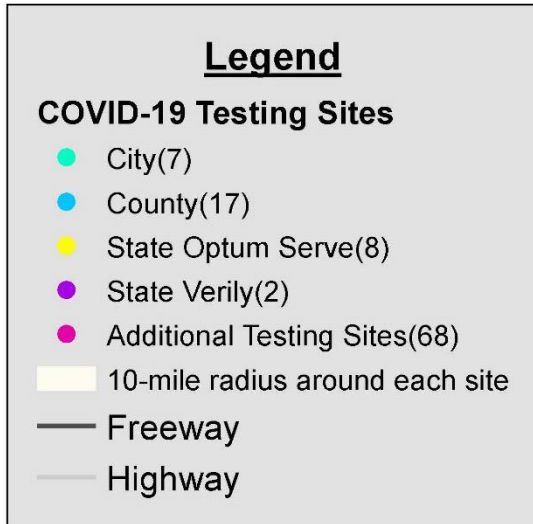 Legend
COVID-19 Testing Sites
City(7)
County(17)
State Optum Serve(8)
State Verily(2)
Additional Testing Sites(68)
10-mile radius around each site
Freeway
Highway